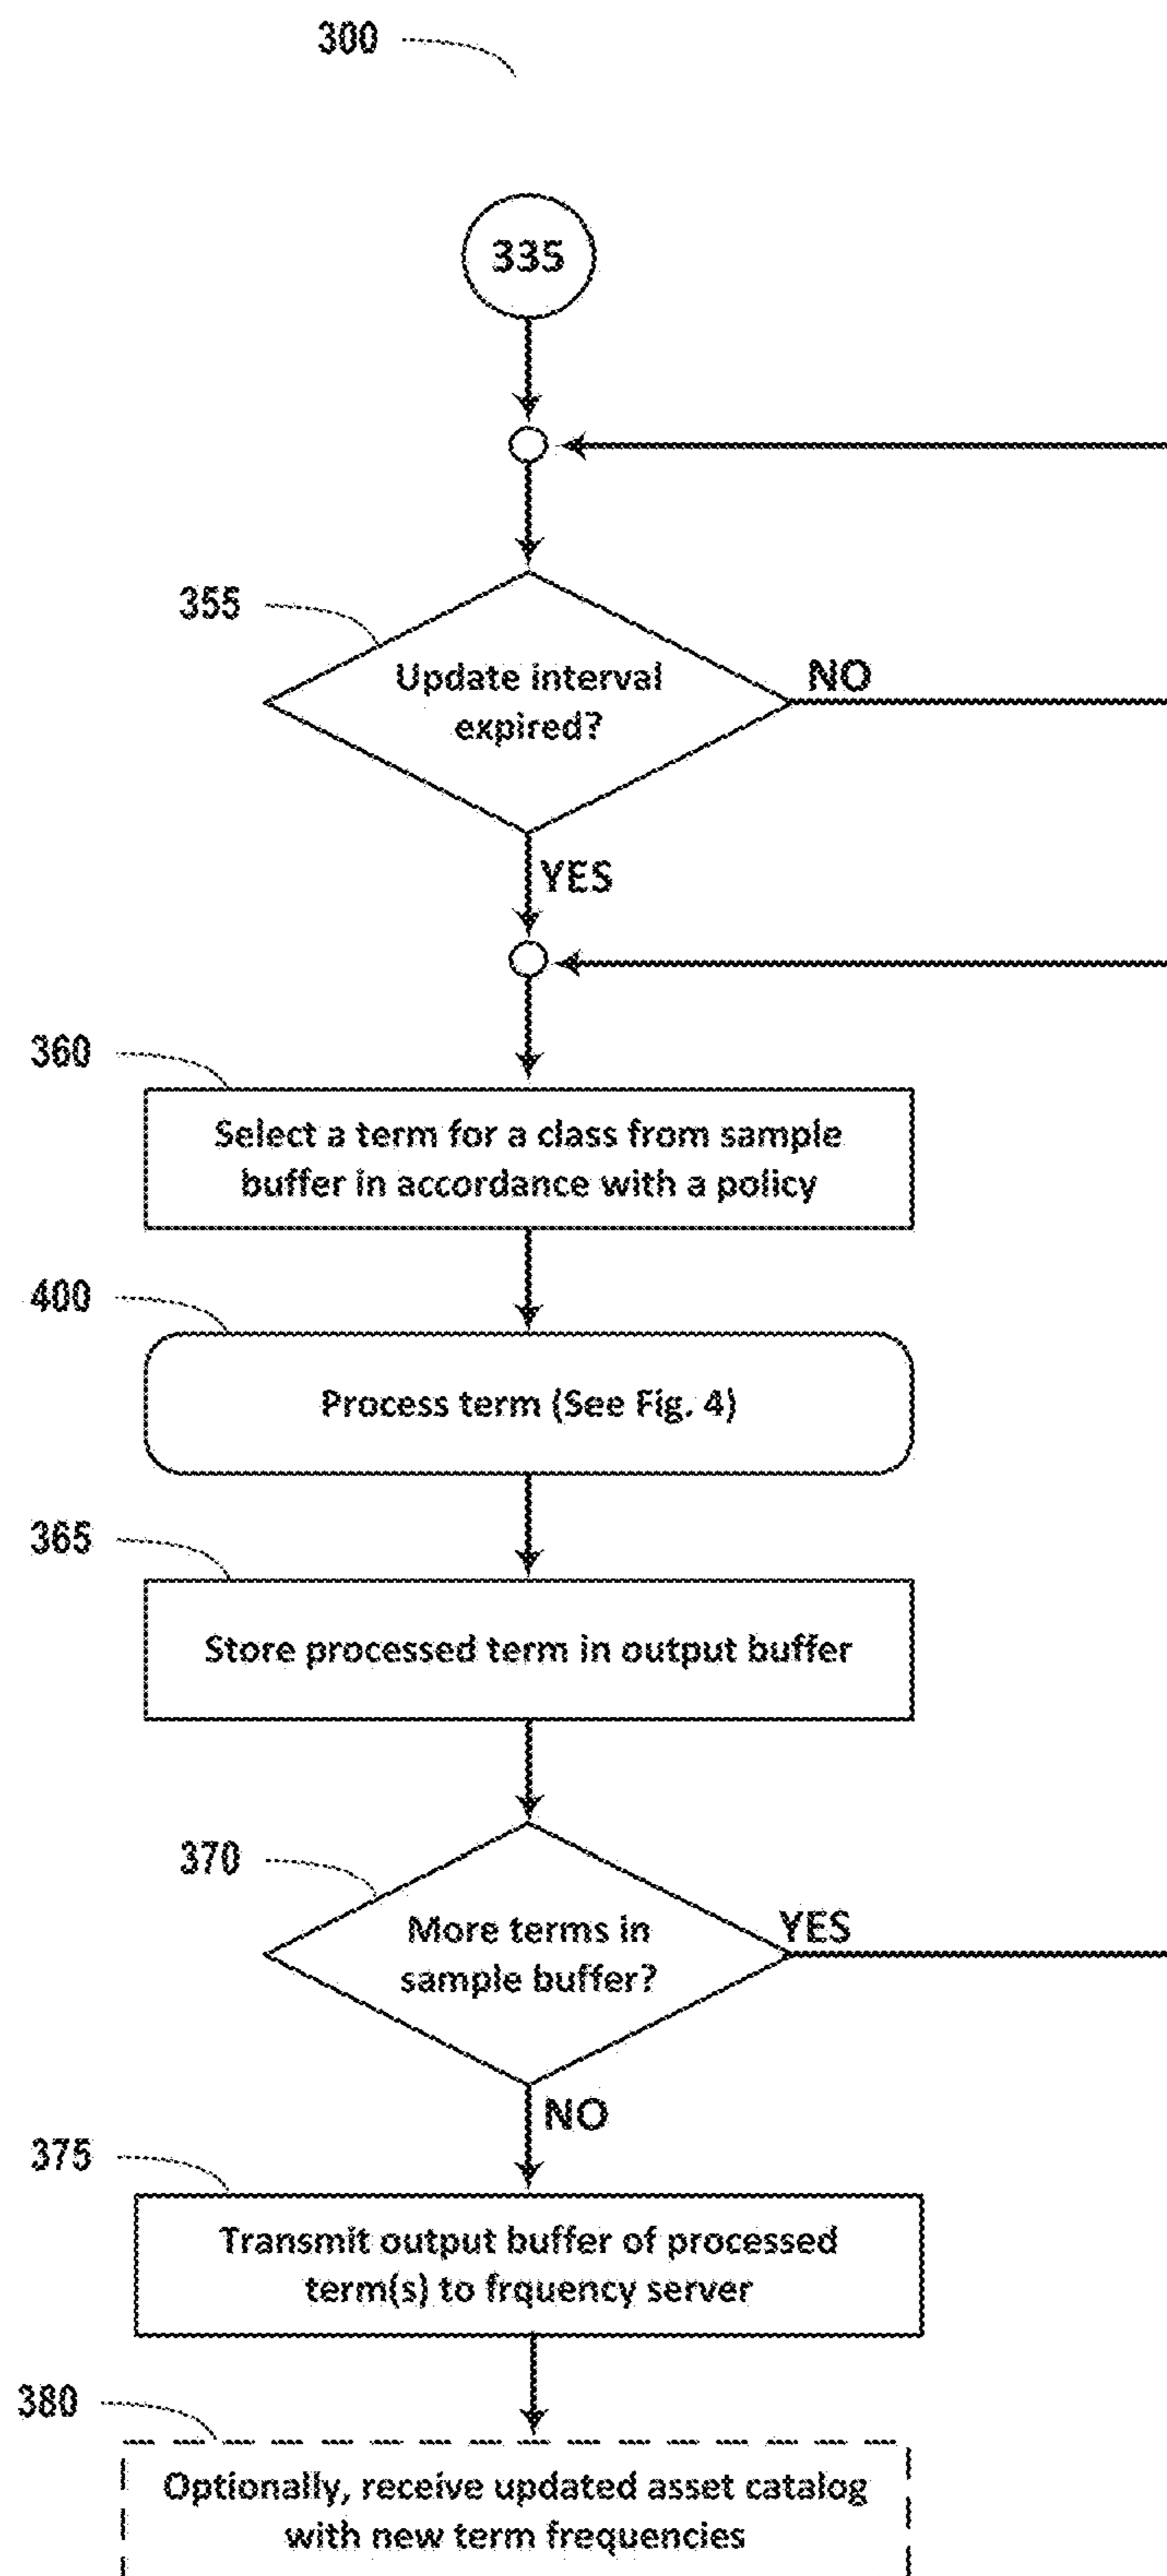 300
335
355
Update interval
expired?
NO
YES
360
Select a term for a class from sample
buffer in accordance with a policy
400
Process term (See Fig. 4)
365
Store processed term in output buffer
370
More terms in
sample buffer?
YES
NO
375
Transmit output buffer of processed
term(s) to frquency server
380
Optionally, receive updated asset catalog
with new term frequencies